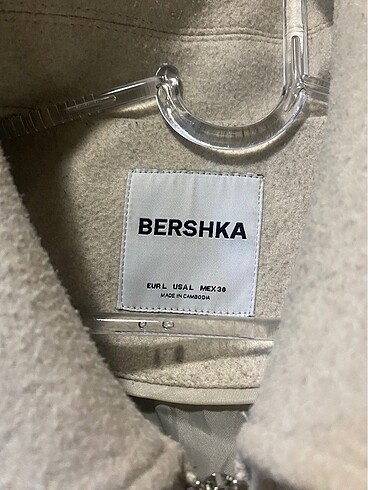 BERSHKA
EUR L USA L MEX 30
MADE IN CAMBODIA